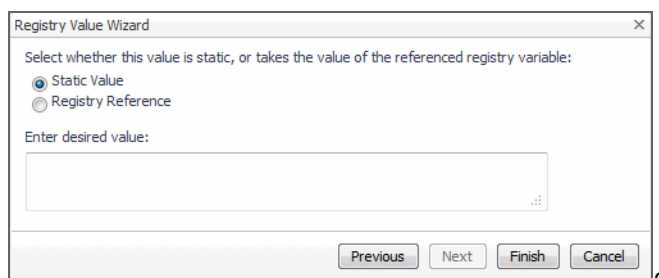 Registry Value Wizard
Select whether this value is static, or takes the value of the referenced registry variable:
Static Value
Registry Reference
Enter desired value:
Previous Next Finish Cancel